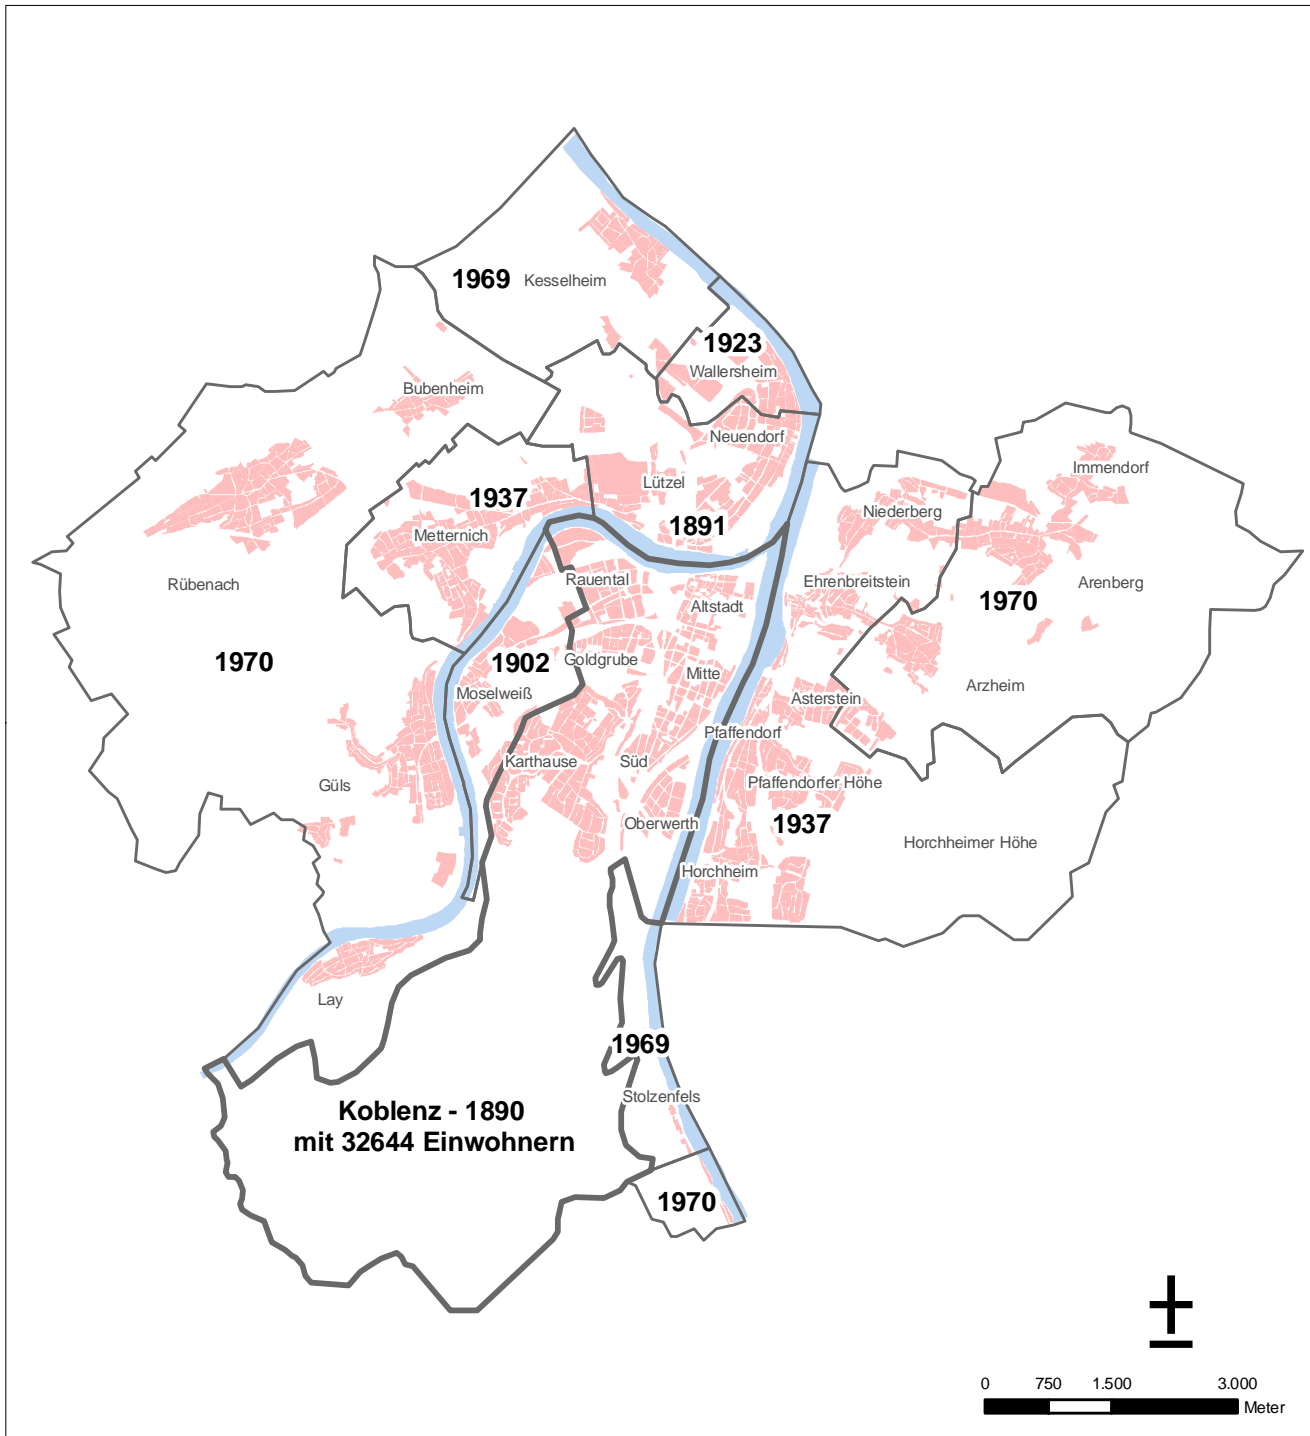 1969
Kesselheim
1923
Wallersheim
Bubenheim
Neuendorf
Immendorf
Lützel
1937
Niederberg
1891
Metternich
Rübenach
Rauental
Ehrenbreitstein
Arenberg
Altstadt
1970
1970
1902
Goldgrube
Mitte
Arzheim
Moselweiß
Asterstein
Pfaffendorf
Karthause
Süd
Güls
Pfaffendorfer Höhe
Oberwerth
1937
Horchheimer Höhe
Horchheim
Lay
1969
Stolzenfels
Koblenz - 1890
mit 32644 Einwohnern
1970
0 750 1.500 3.000
Meter